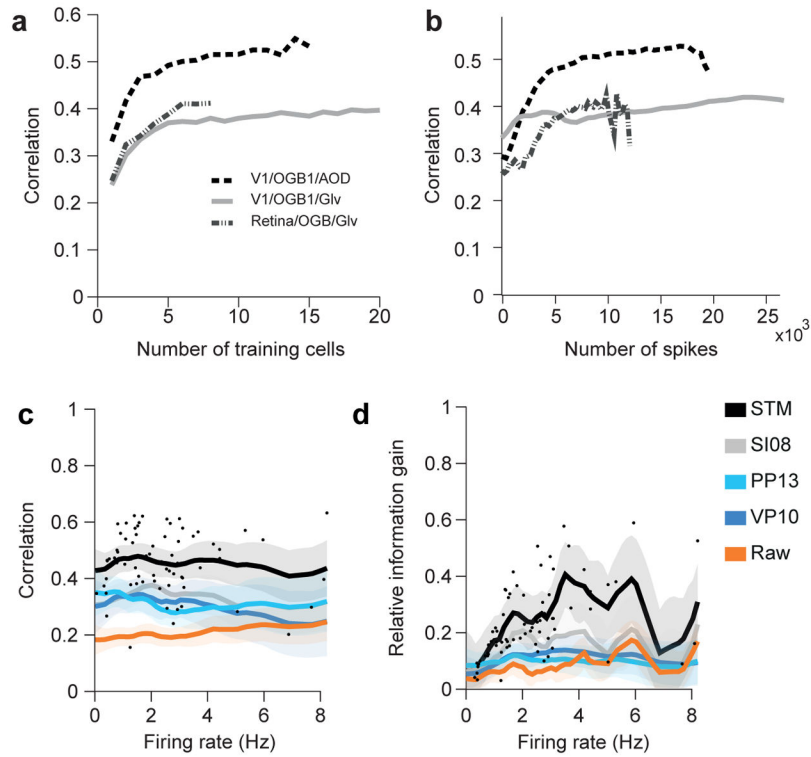 a
Correlation
0.6
0.5
0.4
0.3
0.2
0.1
0
0
5
10
15
20
Number of training cells
V1/OGB1/AOD
V1/OGB1/Glv
Retina/OGB/Glv
b
Correlation
0.5
0.4
0.3
0.2
0.1
0
0
5
10
15
20
25
x10³
Number of spikes
c
Correlation
1
0.8
0.6
0.4
0.2
0
0
2
4
6
8
Firing rate (Hz)
d
Relative information gain
1
0.8
0.6
0.4
0.2
0
0
2
4
6
8
Firing rate (Hz)
STM
SI08
PP13
VP10
Raw